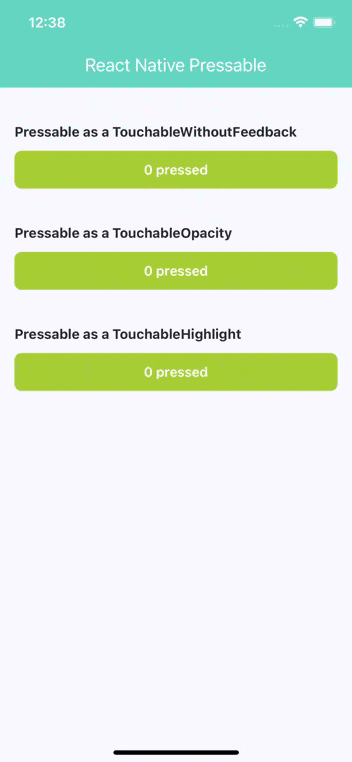 12:38
React Native Pressable
Pressable as a TouchableWithoutFeedback
0 pressed
Pressable as a TouchableOpacity
0 pressed
Pressable as a TouchableHighlight
0 pressed